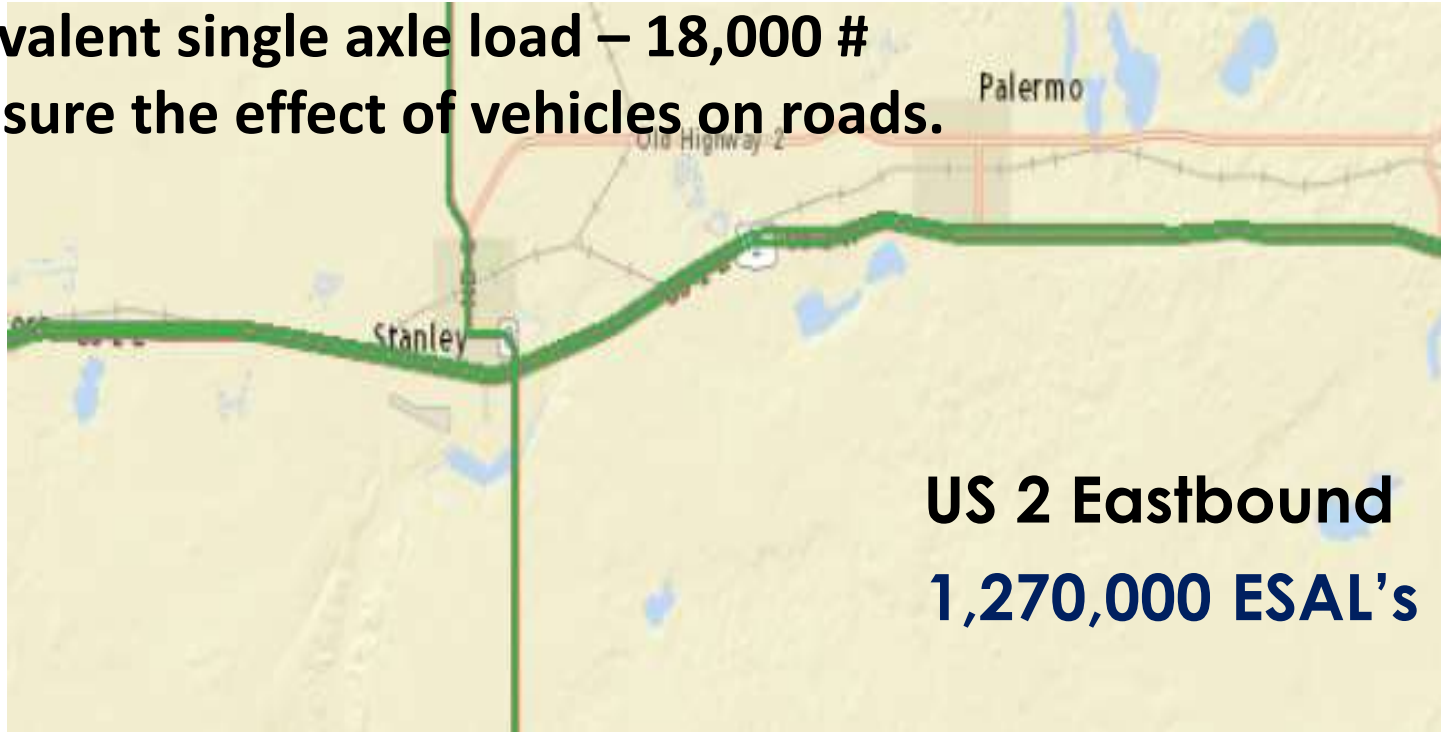 valent single axle load – 18,000 #
sure the effect of vehicles on roads.
Palermo
Old Highway 2
Stanley
US 2 Eastbound
1,270,000 ESAL’s